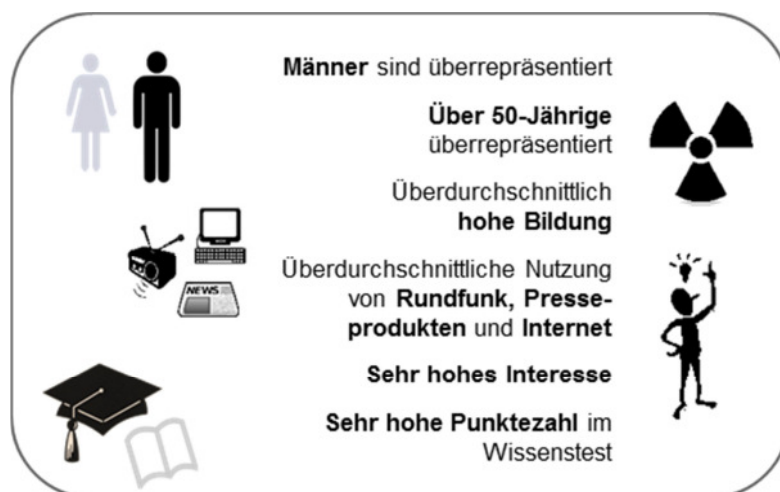 Männer sind überrepräsentiert
Über 50-Jährige
überrepräsentiert
Überdurchschnittlich
hohe Bildung
Überdurchschnittliche Nutzung
von Rundfunk, Presse-
produkten und Internet
NEWS
Sehr hohes Interesse
Sehr hohe Punktezahl im
Wissenstest